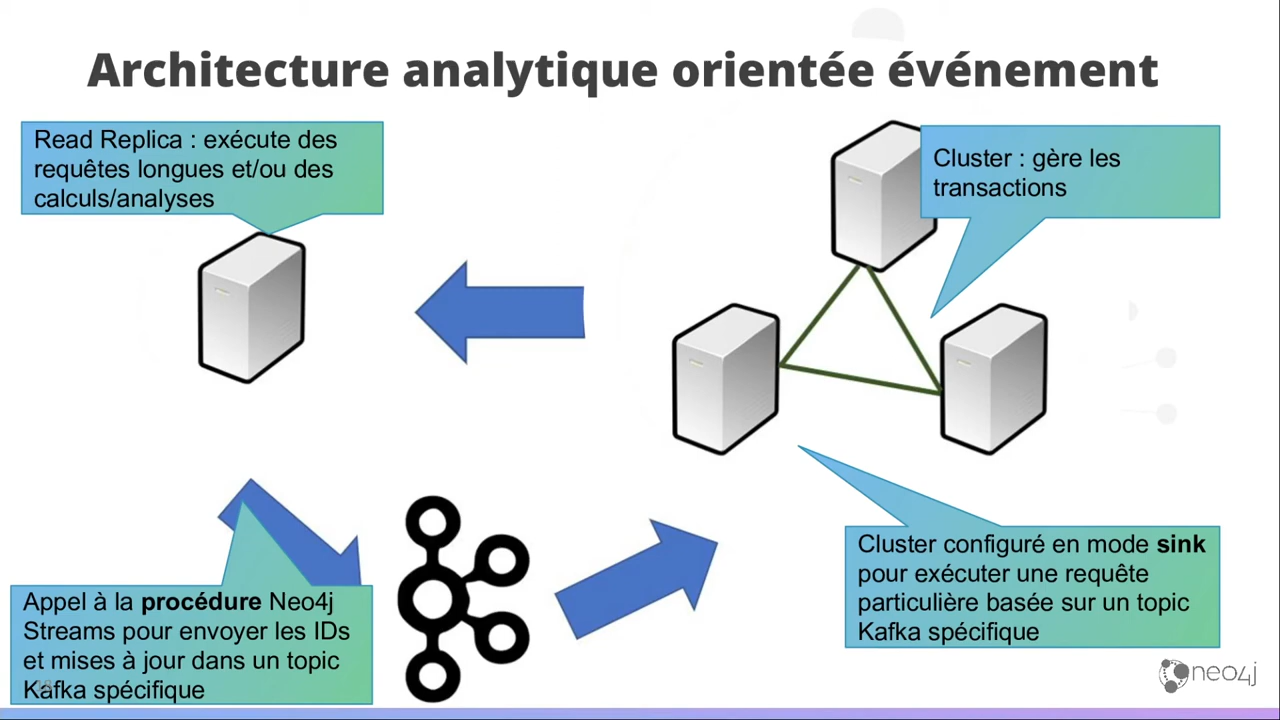 Architecture analytique orientée événement
Read Replica : exécute des
requêtes longues et/ou des
calculs/analyses
Cluster : gère les
transactions
Appel à la procédure Neo4j
Streams pour envoyer les IDs
et mises à jour dans un topic
Kafka spécifique
Cluster configuré en mode sink
pour exécuter une requête
particulière basée sur un topic
Kafka spécifique
neo4j